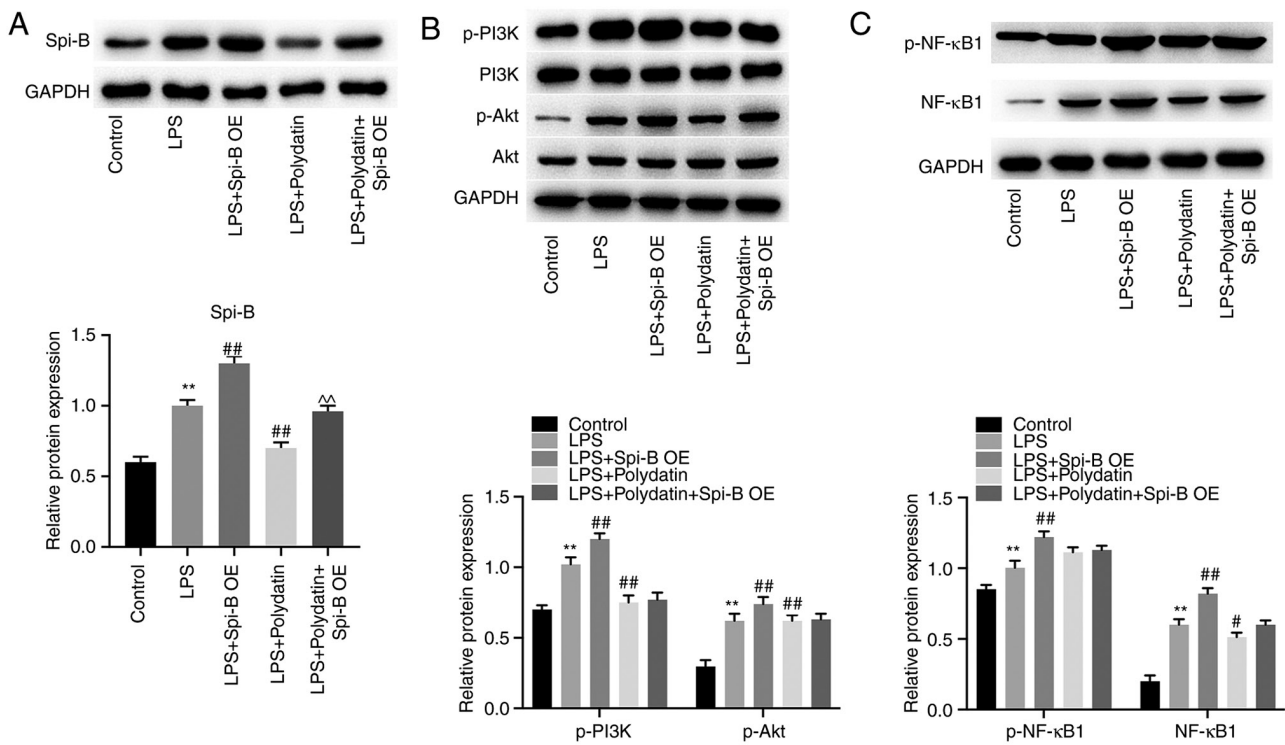 A
Spi-B
GAPDH
Control
LPS
LPS+Spi-B OE
LPS+Polydatin
LPS+Polydatin+
Spi-B OE
Spi-B
Relative protein expression
1.5
1.0
0.5
0.0
**
##
##
^^
Control
LPS
LPS+Spi-B OE
LPS+Polydatin
LPS+Polydatin+
Spi-B OE
B
p-PI3K
PI3K
p-Akt
Akt
GAPDH
Control
LPS
LPS+Spi-B OE
LPS+Polydatin
LPS+Polydatin+
Spi-B OE
Control
LPS
LPS+Spi-B OE
LPS+Polydatin
LPS+Polydatin+Spi-B OE
Relative protein expression
1.5
1.0
0.5
0.0
**
##
##
**
##
##
p-PI3K
p-Akt
C
p-NF-κB1
NF-κB1
GAPDH
Control
LPS
LPS+Spi-B OE
LPS+Polydatin
LPS+Polydatin+
Spi-B OE
Control
LPS
LPS+Spi-B OE
LPS+Polydatin
LPS+Polydatin+Spi-B OE
Relative protein expression
1.5
1.0
0.5
0.0
**
##
**
##
#
p-NF-κB1
NF-κB1